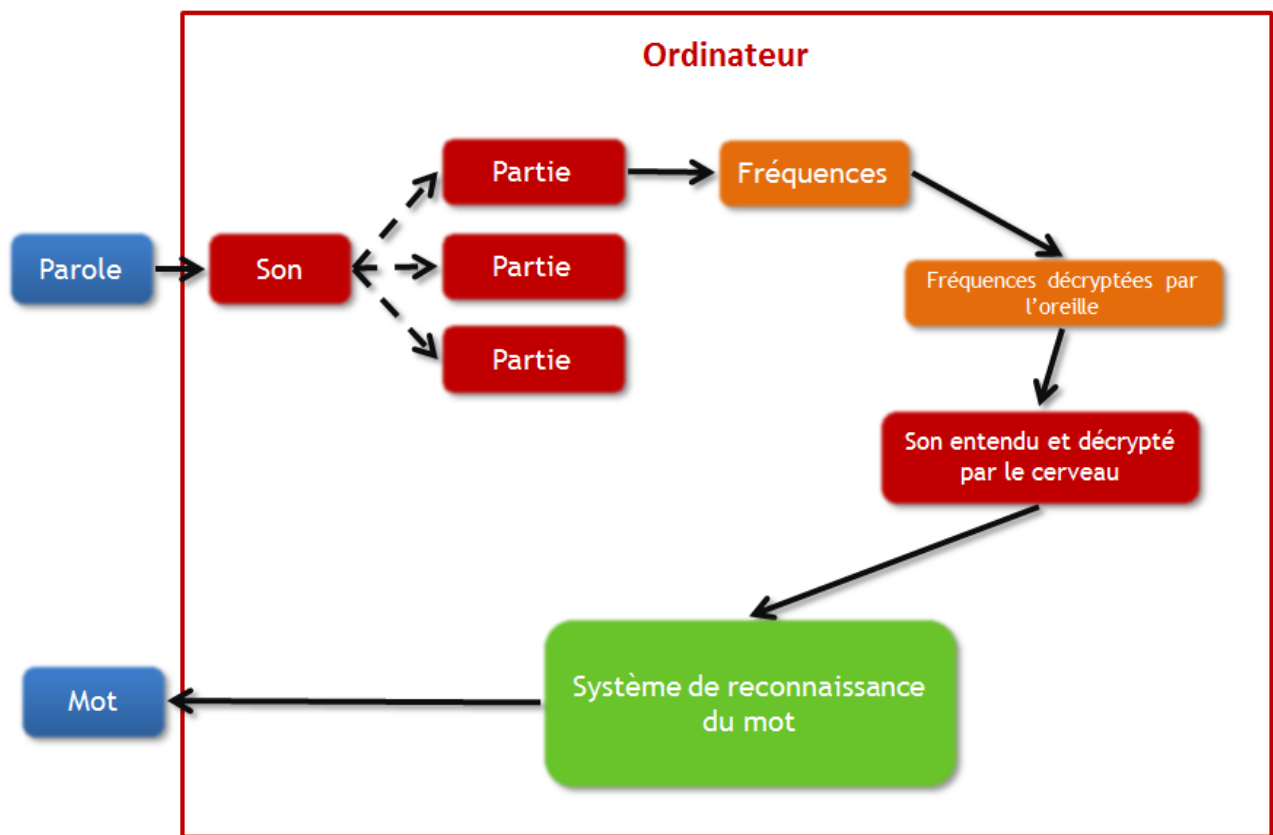 Ordinateur
Partie
Fréquences
Parole
Son
Partie
Fréquences décryptées par
l’oreille
Partie
Son entendu et décrypté
par le cerveau
Système de reconnaissance
du mot
Mot